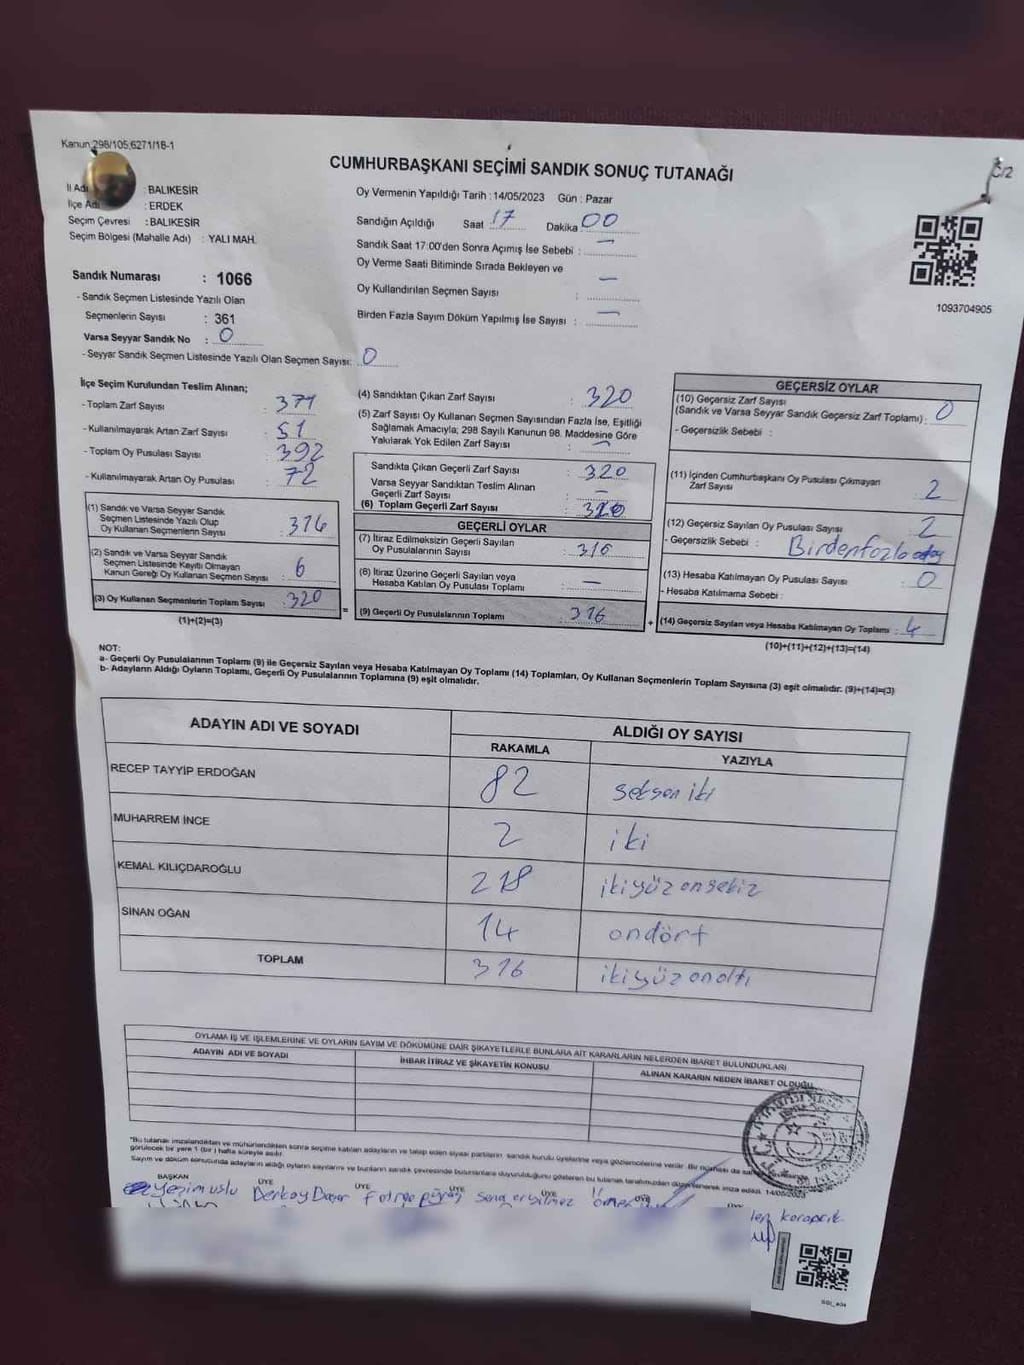 Kanun 298/105,6271/18-1
CUMHURBAŞKANI SEÇİMİ SANDIK SONUÇ TUTANAĞI
Ç/2
İl Adı : BALIKESİR
İlçe Adı : ERDEK
Seçim Çevresi : BALIKESİR
Seçim Bölgesi (Mahalle Adı) : YALI MAH.
Sandık Numarası : 1066
- Sandık Seçmen Listesinde Yazılı Olan
Seçmenlerin Sayısı : 361
Varsa Seyyar Sandık No : 0
- Seyyar Sandık Seçmen Listesinde Yazılı Olan Seçmen Sayısı: 0
Oy Vermenin Yapıldığı Tarih : 14/05/2023 Gün : Pazar
Sandığın Açıldığı Saat 17 Dakika 00
Sandık Saat 17:00'den Sonra Açımış İse Sebebi : —
Oy Verme Saati Bitiminde Sırada Bekleyen ve
Oy Kullandırılan Seçmen Sayısı : —
Birden Fazla Sayım Döküm Yapılmış İse Sayısı : —
1093704905
İlçe Seçim Kurulundan Teslim Alınan;
- Toplam Zarf Sayısı : 371
- Kullanılmayarak Artan Zarf Sayısı : 51
- Toplam Oy Pusulası Sayısı : 392
- Kullanılmayarak Artan Oy Pusulası : 72
(1) Sandık ve Varsa Seyyar Sandık
Seçmen Listesinde Yazılı Olup
Oy Kullanan Seçmenlerin Sayısı : 314
(2) Sandık ve Varsa Seyyar Sandık
Seçmen Listesinde Kayıtlı Olmayan
Kanun Gereği Oy Kullanan Seçmen Sayısı : 6
(3) Oy Kullanan Seçmenlerin Toplam Sayısı : 320
(1)+(2)=(3)
(4) Sandıktan Çıkan Zarf Sayısı : 320
(5) Zarf Sayısı Oy Kullanan Seçmen Sayısından Fazla İse, Eşitliği
Sağlamak Amacıyla; 298 Sayılı Kanunun 98. Maddesine Göre
Yakılarak Yok Edilen Zarf Sayısı : —
Sandıkta Çıkan Geçerli Zarf Sayısı : 320
Varsa Seyyar Sandıktan Teslim Alınan
Geçerli Zarf Sayısı : —
(6) Toplam Geçerli Zarf Sayısı : 320
GEÇERLİ OYLAR
(7) İtiraz Edilmeksizin Geçerli Sayılan
Oy Pusulalarının Sayısı : 316
(8) İtiraz Üzerine Geçerli Sayılan veya
Hesaba Katılan Oy Pusulası Toplamı : —
(9) Geçerli Oy Pusulalarının Toplamı : 316
GEÇERSİZ OYLAR
(10) Geçersiz Zarf Sayısı
(Sandık ve Varsa Seyyar Sandık Geçersiz Zarf Toplamı) : 0
- Geçersizlik Sebebi :
(11) İçinden Cumhurbaşkanı Oy Pusulası Çıkmayan
Zarf Sayısı : 2
(12) Geçersiz Sayılan Oy Pusulası Sayısı : 2
- Geçersizlik Sebebi : Birden fazla aday
(13) Hesaba Katılmayan Oy Pusulası Sayısı : 0
- Hesaba Katılmama Sebebi :
(14) Geçersiz Sayılan veya Hesaba Katılmayan Oy Toplamı : 4
(10)+(11)+(12)+(13)=(14)
NOT:
a- Geçerli Oy Pusulalarının Toplamı (9) ile Geçersiz Sayılan veya Hesaba Katılmayan Oy Toplamı (14) Toplamları, Oy Kullanan Seçmenlerin Toplam Sayısına (3) eşit olmalıdır. (9)+(14)=(3)
b- Adayların Aldığı Oyların Toplamı, Geçerli Oy Pusulalarının Toplamına (9) eşit olmalıdır.
ADAYIN ADI VE SOYADI
ALDIĞI OY SAYISI
RAKAMLA YAZIYLA
RECEP TAYYİP ERDOĞAN 82 seksen iki
MUHARREM İNCE 2 iki
KEMAL KILIÇDAROĞLU 218 ikiyüz onsekiz
SİNAN OĞAN 14 ondört
TOPLAM 316 ikiyüz onaltı
OYLAMA İŞ VE İŞLEMLERİNE VE OYLARIN SAYIM VE DÖKÜMÜNE DAİR ŞİKAYETLERLE BUNLARA AİT KARARLARIN NELERDEN İBARET BULUNDUKLARI
ADAYIN ADI VE SOYADI İHBAR İTİRAZ VE ŞİKAYETİN KONUSU ALINAN KARARIN NEDEN İBARET OLDUĞU
*Bu tutanak imzalandıktan ve mühürlendikten sonra seçime katılan adayların ve talep eden siyasi partilerin sandık kurulu üyelerine veya gözlemcilerine verilir. Bir nüshası da
görülecek bir yere 1 (bir) hafta süreyle asılır.
Sayım ve döküm sonucunda adayların aldığı oyların sayılarını ve bunların sandık çevresinde bulunanlara duyurulduğunu gösteren bu tutanak tarafımızdan düzenlenerek imza edildi. 14/05/2023
BAŞKAN ÜYE ÜYE ÜYE ÜYE ÜYE
Yeşim uslu